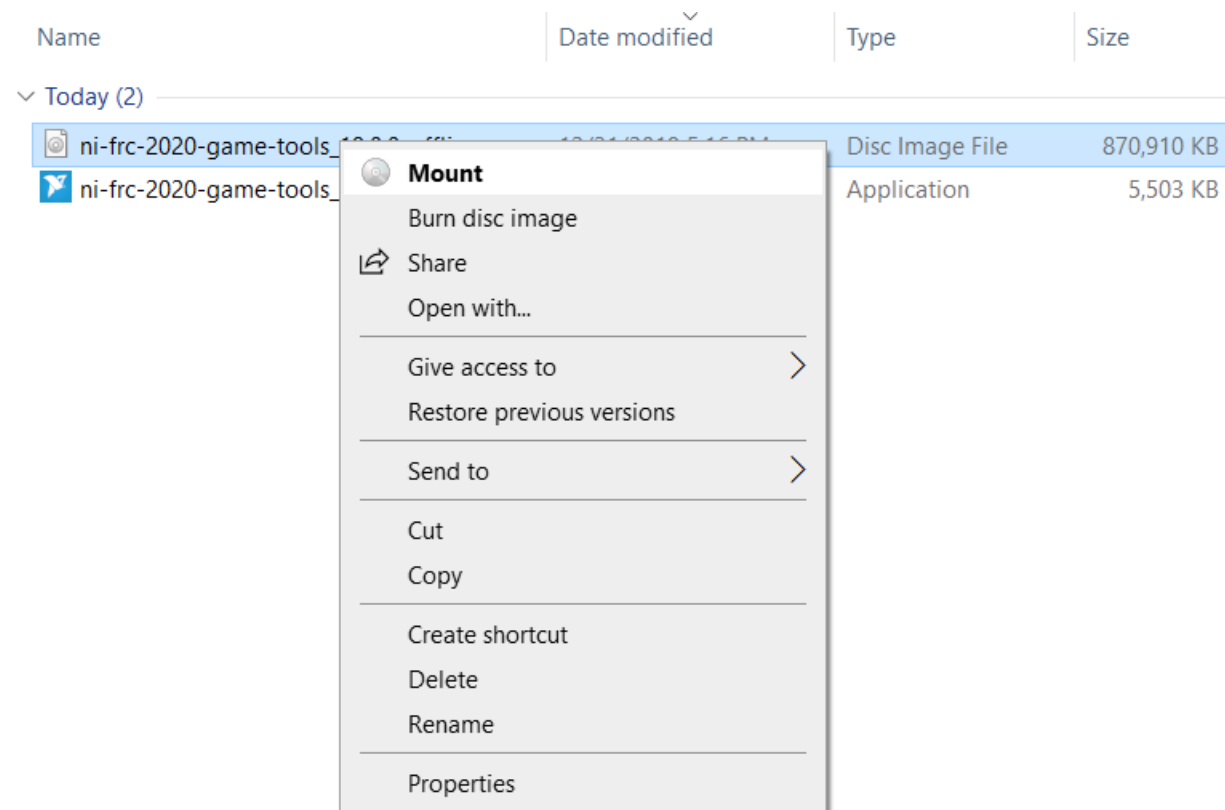 Name Date modified Type Size
Today (2)
ni-frc-2020-game-tools_ Disc Image File 870,910 KB
ni-frc-2020-game-tools_ Application 5,503 KB
Mount
Burn disc image
Share
Open with...
Give access to
Restore previous versions
Send to
Cut
Copy
Create shortcut
Delete
Rename
Properties